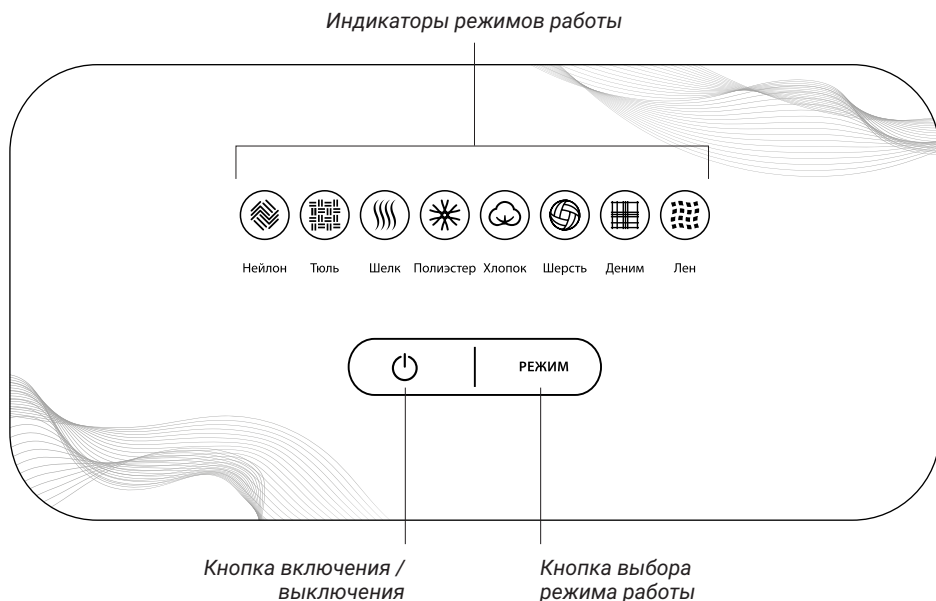 Индикаторы режимов работы
Нейлон Тюль Шелк Полиэстер Хлопок Шерсть Деним Лен
РЕЖИМ
Кнопка включения /
выключения
Кнопка выбора
режима работы